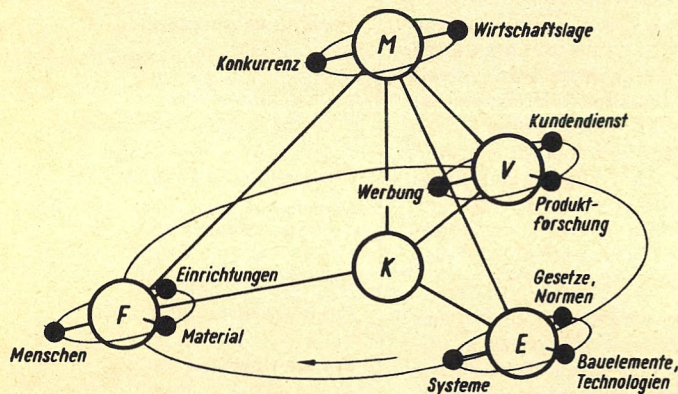 M
Wirtschaftslage
Konkurrenz
Kundendienst
V
Werbung
Produkt-
forschung
K
Einrichtungen
Gesetze,
Normen
F
E
Material
Menschen
Bauelemente,
Technologien
Systeme